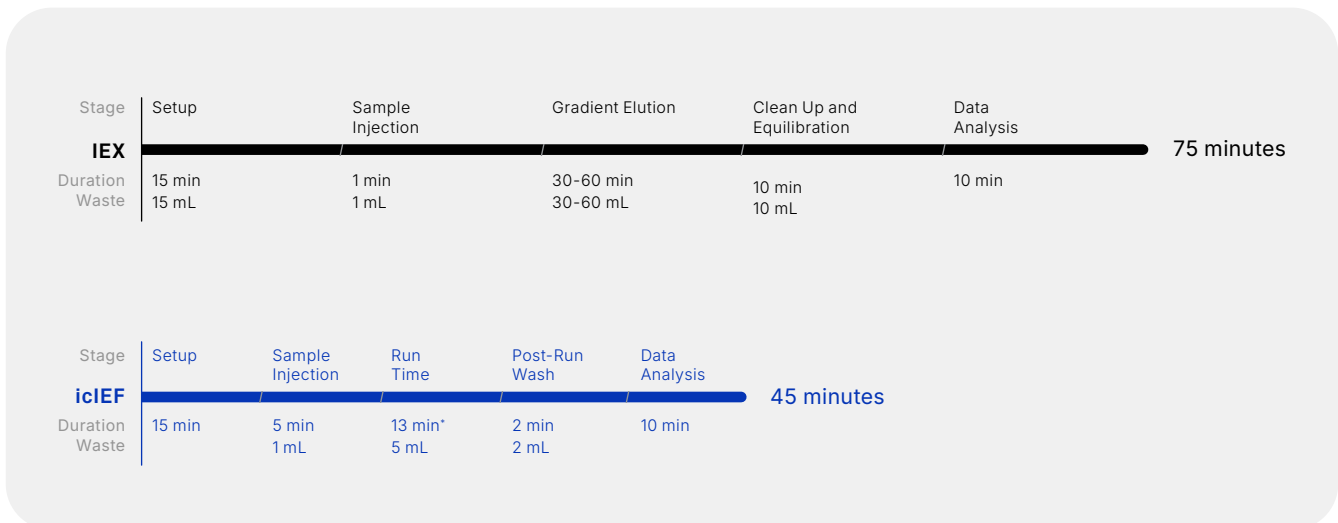 Stage Setup Sample Injection Gradient Elution Clean Up and Equilibration Data Analysis
IEX 75 minutes
Duration 15 min 1 min 30-60 min 10 min 10 min
Waste 15 mL 1 mL 30-60 mL 10 mL
Stage Setup Sample Injection Run Time Post-Run Wash Data Analysis
icIEF 45 minutes
Duration 15 min 5 min 13 min* 2 min 10 min
Waste 1 mL 5 mL 2 mL